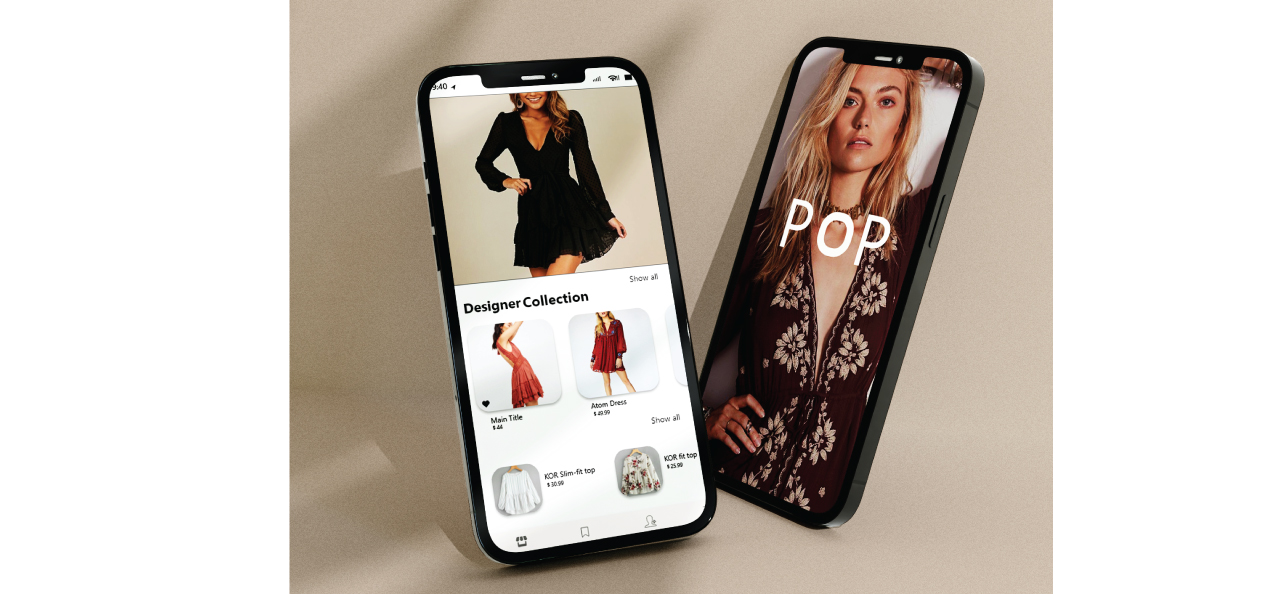 9:40
Show all
Designer Collection
Main Title
$ 44
Atom Dress
$ 49.99
Show all
KOR Slim-fit top
$ 30.99
KOR fit top
$ 25.99
POP